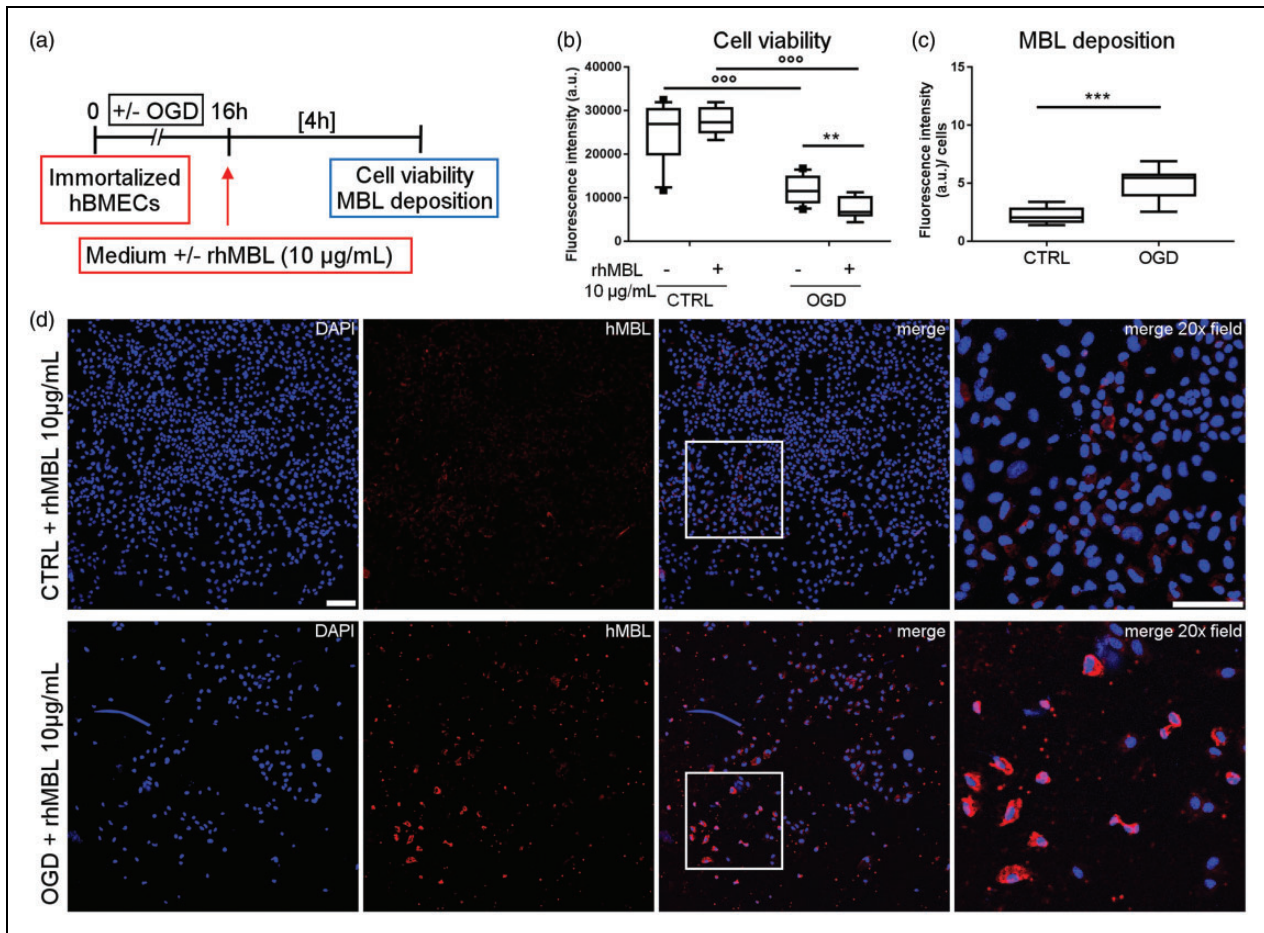 (a)
0 +/- OGD 16h [4h]
Immortalized
hBMECs
Cell viability
MBL deposition
Medium +/- rhMBL (10 µg/mL)
(b)
Cell viability
Fluorescence intensity (a.u.)
40000
30000
20000
10000
0
°°°
°°°
**
rhMBL - + - +
10 µg/mL
CTRL OGD
(c)
MBL deposition
Fluorescence intensity
(a.u.)/ cells
15
10
5
0
***
CTRL OGD
(d)
CTRL + rhMBL 10µg/mL
DAPI
hMBL
merge
merge 20x field
OGD + rhMBL 10µg/mL
DAPI
hMBL
merge
merge 20x field